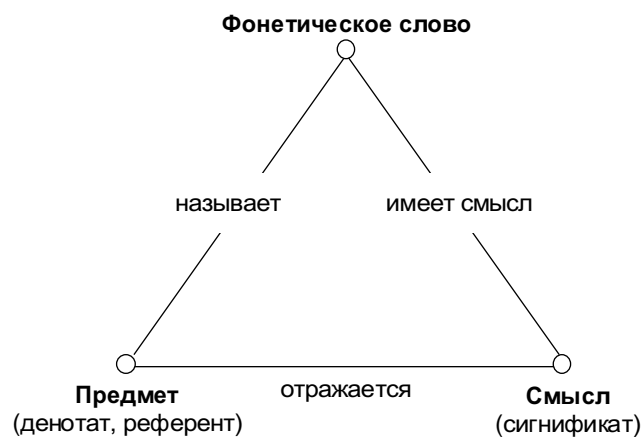 Фонетическое слово
называет
имеет смысл
отражается
Предмет
(денотат, референт)
Смысл
(сигнификат)